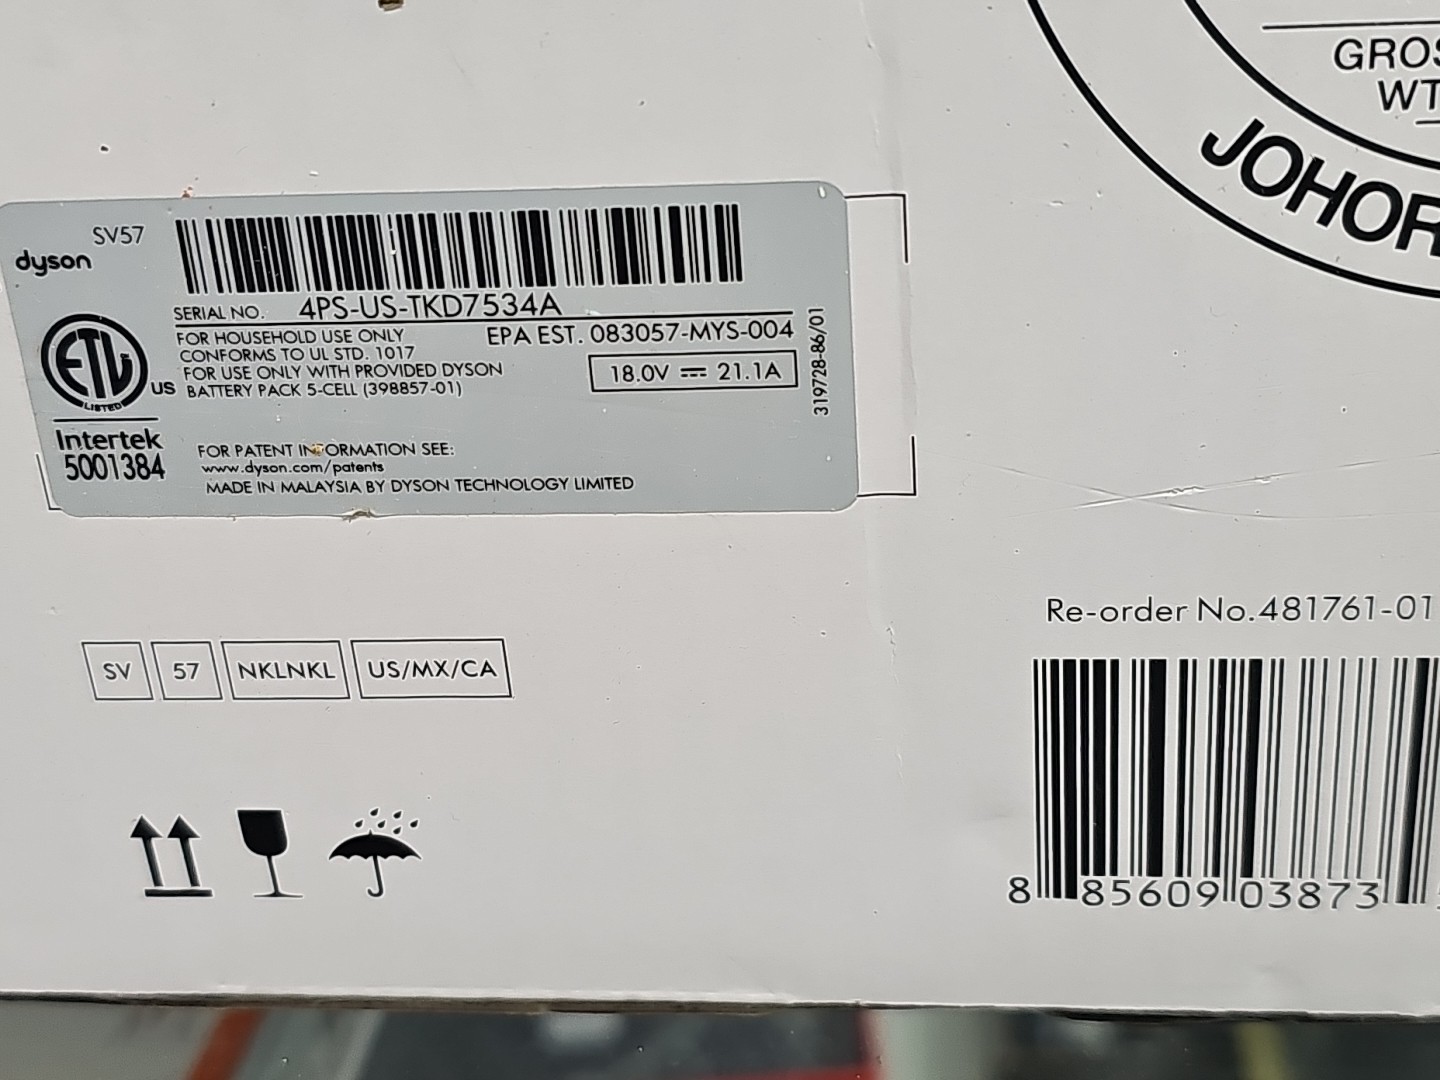 GROS
WT
JOHOR
SV57
dyson
SERIAL NO. 4PS-US-TKD7534A
FOR HOUSEHOLD USE ONLY
CONFORMS TO UL STD. 1017
FOR USE ONLY WITH PROVIDED DYSON
BATTERY PACK 5-CELL (398857-01)
EPA EST. 083057-MYS-004
18.0V ⎓ 21.1A
319728-86/01
ETL
LISTED
US
Intertek
5001384
FOR PATENT INFORMATION SEE:
www.dyson.com/patents
MADE IN MALAYSIA BY DYSON TECHNOLOGY LIMITED
Re-order No.481761-01
SV 57 NKLNKL US/MX/CA
8 85609 03873